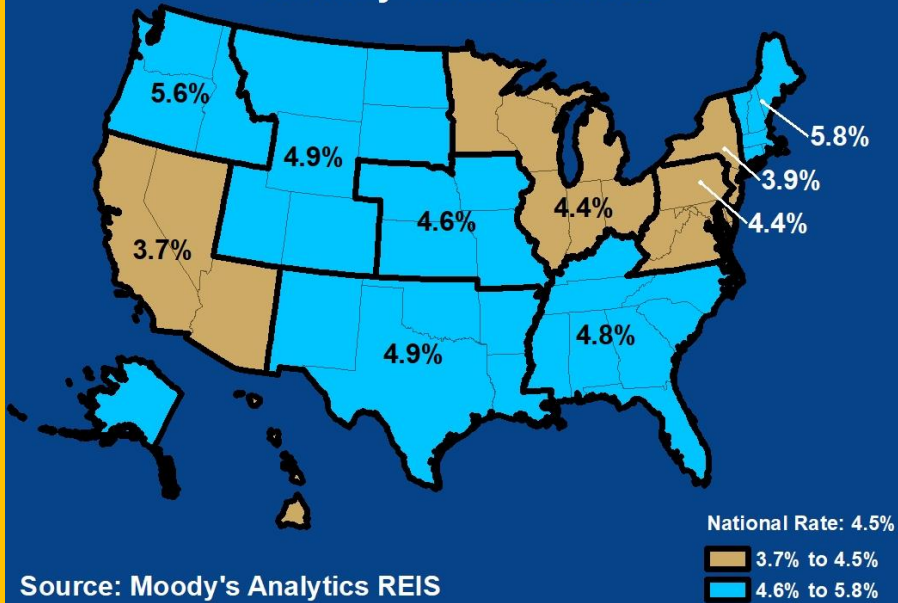 5.6%
4.9%
5.8%
3.9%
4.4%
4.6%
4.4%
3.7%
4.8%
4.9%
National Rate: 4.5%
3.7% to 4.5%
4.6% to 5.8%
Source: Moody's Analytics REIS